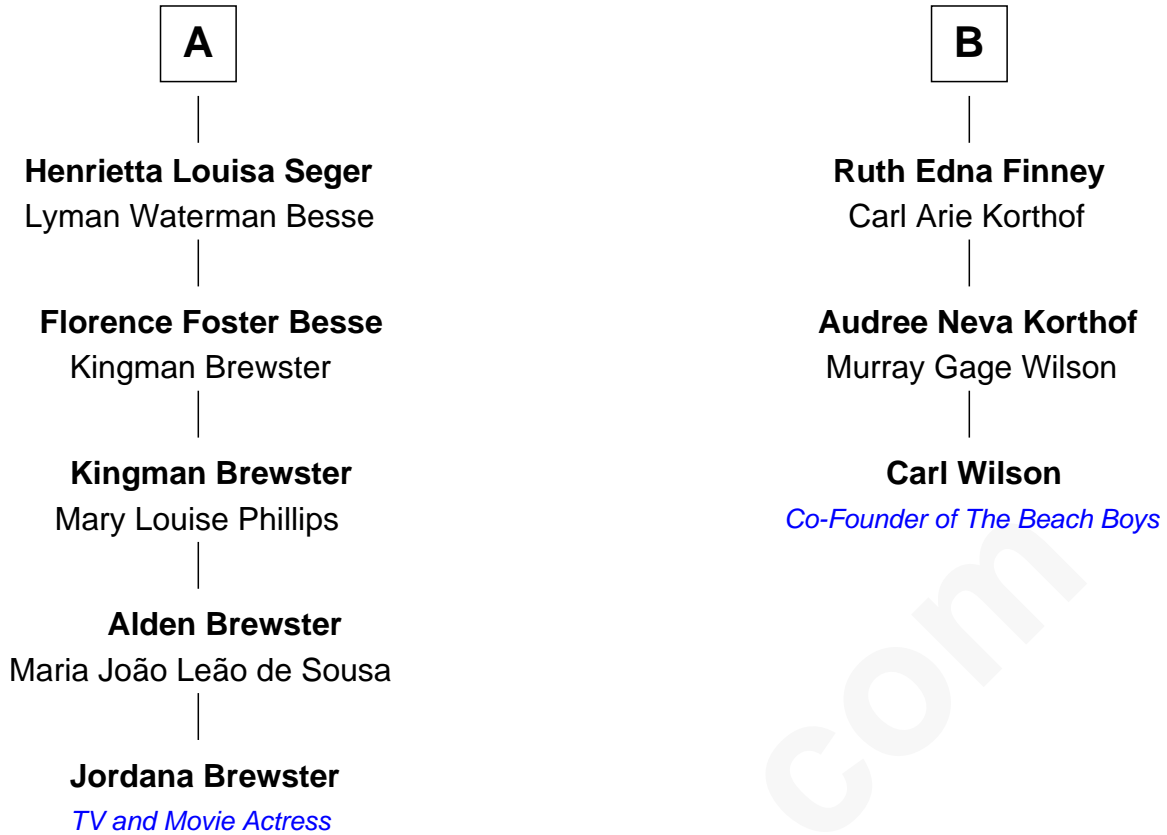 A
Henrietta Louisa Seger
Lyman Waterman Besse
Florence Foster Besse
Kingman Brewster
Kingman Brewster
Mary Louise Phillips
Alden Brewster
Maria João Leão de Sousa
Jordana Brewster
TV and Movie Actress
B
Ruth Edna Finney
Carl Arie Korthof
Audree Neva Korthof
Murray Gage Wilson
Carl Wilson
Co-Founder of The Beach Boys
com